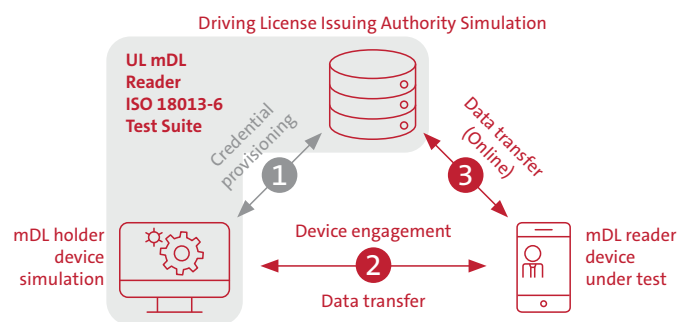 Driving License Issuing Authority Simulation
UL mDL
Reader
ISO 18013-6
Test Suite
Credential
provisioning
1
Data transfer
(Online)
3
mDL holder
device
simulation
Device engagement
2
Data transfer
mDL reader
device
under test